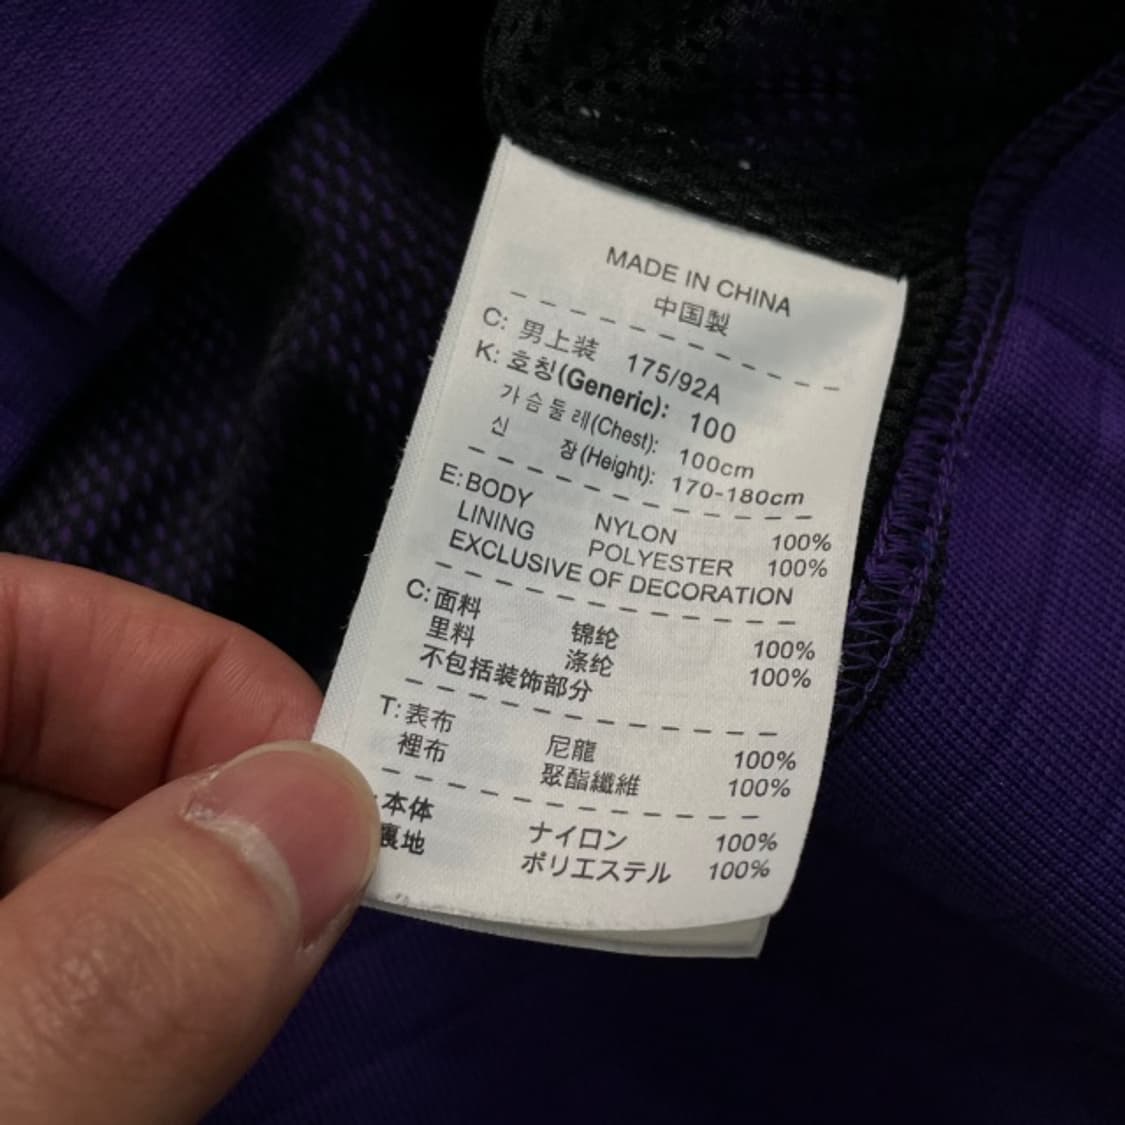 MADE IN CHINA
中国製
C: 男上装 175/92A
K: 호칭(Generic): 100
가슴둘레(Chest): 100cm
신 장(Height): 170-180cm
E: BODY NYLON 100%
LINING POLYESTER 100%
EXCLUSIVE OF DECORATION
C: 面料 锦纶 100%
里料 涤纶 100%
不包括装饰部分
T: 表布 尼龍 100%
裡布 聚酯纖維 100%
本体 ナイロン 100%
裏地 ポリエステル 100%